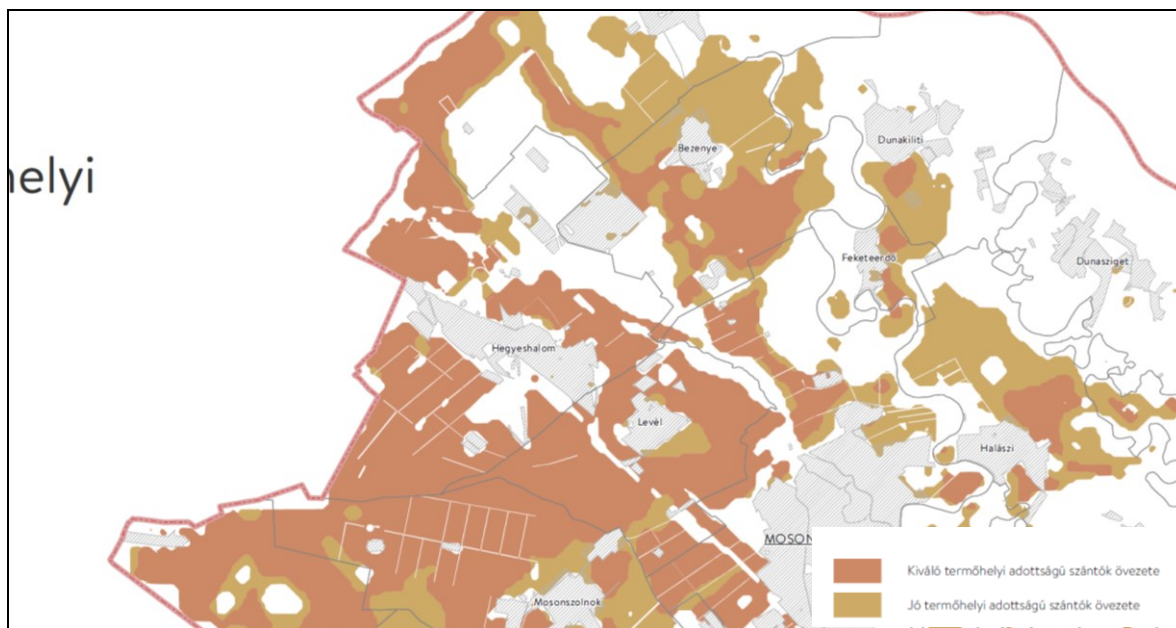 helyi
Bezenye
Dunakiliti
Feketeerdő
Dunasziget
Hegyeshalom
Levél
Halászi
MOSON
Mosonszolnok
Kiváló termőhelyi adottságú szántók övezete
Jó termőhelyi adottságú szántók övezete